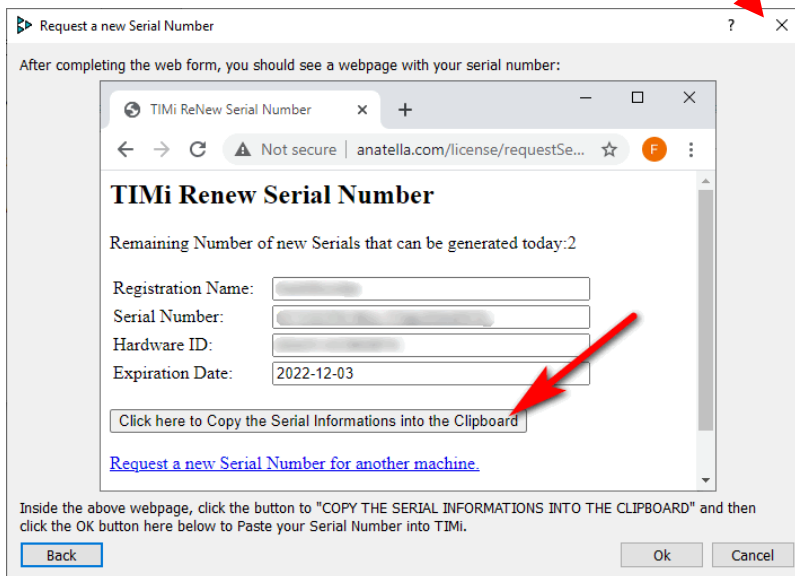 Request a new Serial Number
After completing the web form, you should see a webpage with your serial number:
TIMi ReNew Serial Number
Not secure | anatella.com/license/requestSe... F
TIMi Renew Serial Number
Remaining Number of new Serials that can be generated today:2
Registration Name:
Serial Number:
Hardware ID:
Expiration Date: 2022-12-03
Click here to Copy the Serial Informations into the Clipboard
Request a new Serial Number for another machine.
Inside the above webpage, click the button to "COPY THE SERIAL INFORMATIONS INTO THE CLIPBOARD" and then
click the OK button here below to Paste your Serial Number into TIMi.
Back Ok Cancel